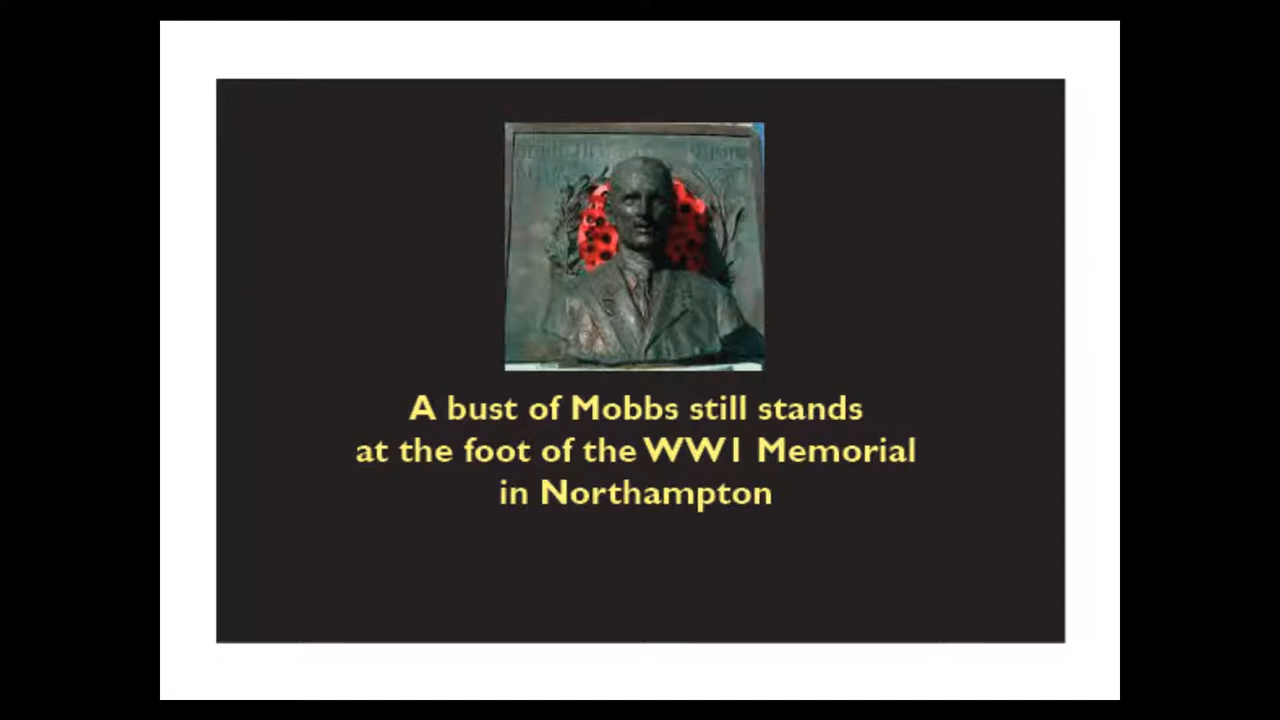 A bust of Mobbs still stands
at the foot of the WW1 Memorial
in Northampton